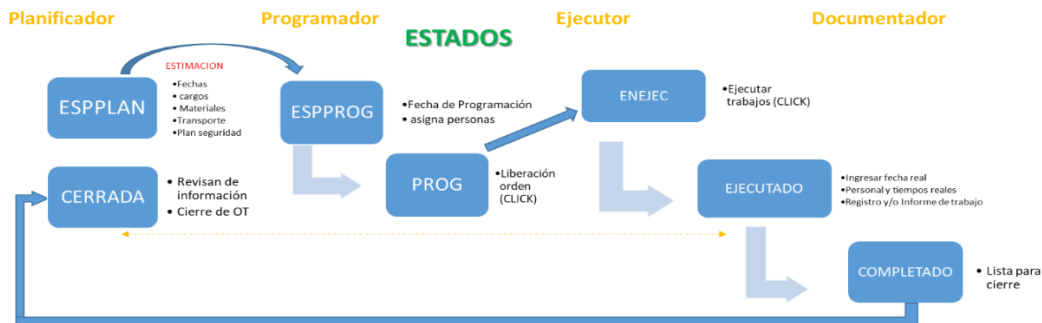 Planificador
Programador
Ejecutor
Documentador
ESTADOS
ESTIMACION
ESPPLAN
•Fechas
• cargos
• Materiales
•Transporte
•Plan seguridad
ESPPROG
•Fecha de Programación
• asigna personas
ENEJEC
•Ejecutar
trabajos (CLICK)
CERRADA
• Revisan de
información
• Cierre de OT
PROG
•Liberación
orden
(CLICK)
EJECUTADO
•Ingresar fecha real
•Personal y tiempos reales
•Registro y/o Informe de trabajo
COMPLETADO
• Lista para
cierre